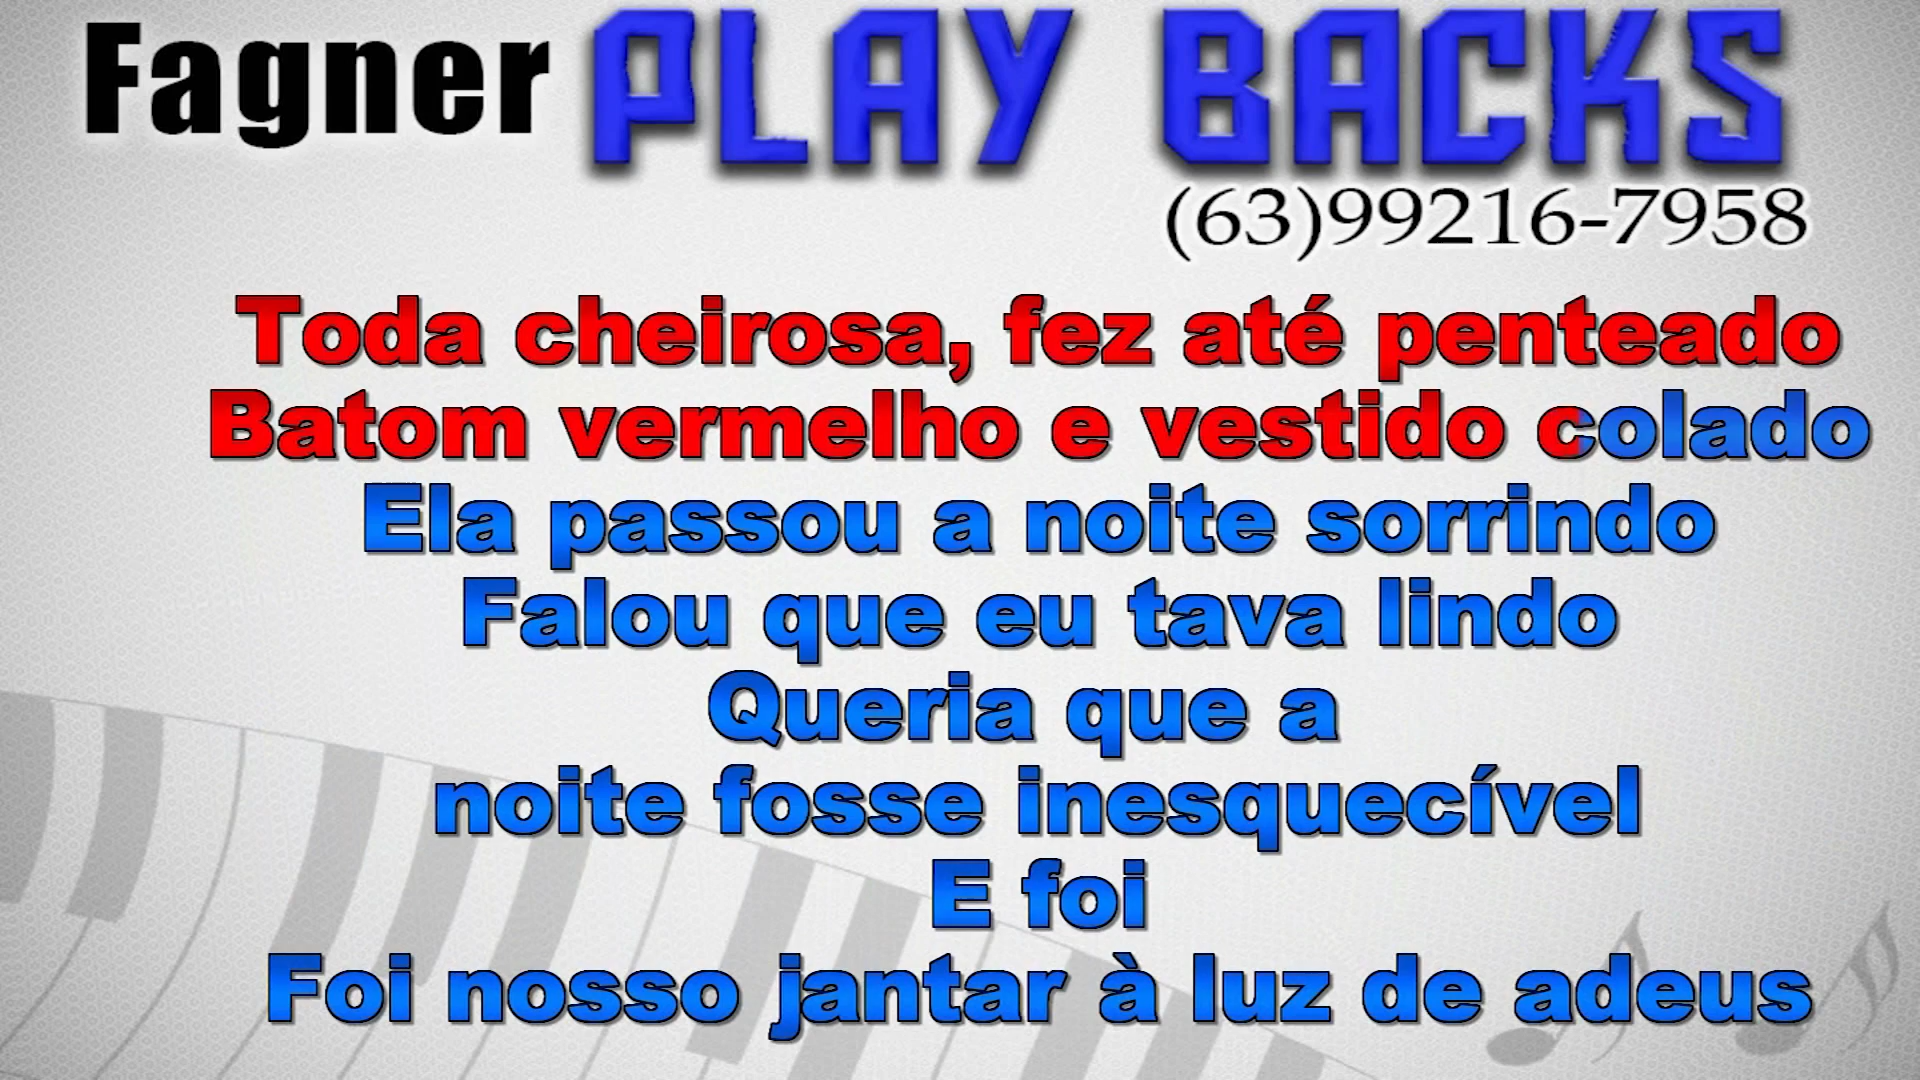 Fagner PLAY BACKS
(63)99216-7958
Toda cheirosa, fez até penteado
Batom vermelho e vestido colado
Ela passou a noite sorrindo
Falou que eu tava lindo
Queria que a
noite fosse inesquecível
E foi
Foi nosso jantar à luz de adeus